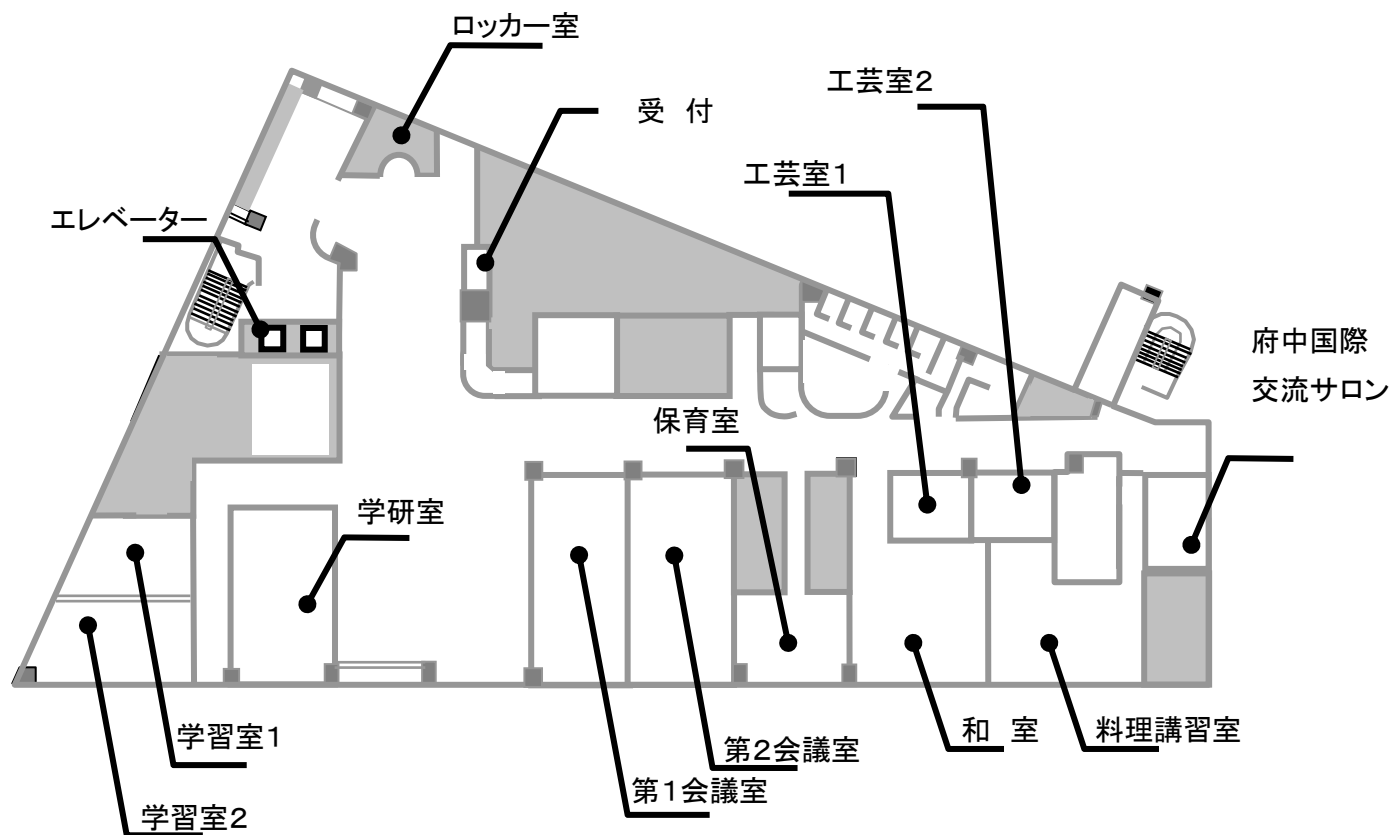 ロッカー室
工芸室2
受 付
工芸室1
エレベーター
府中国際
交流サロン
保育室
学研室
学習室1
和 室
料理講習室
第2会議室
第1会議室
学習室2